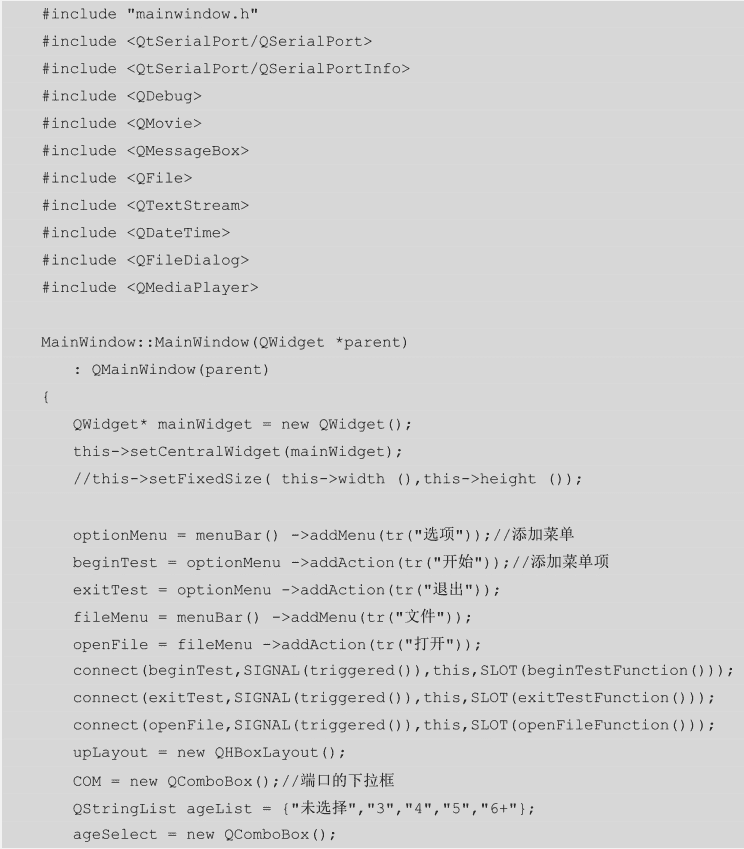 #include "mainwindow.h"
#include <QtSerialPort/QSerialPort>
#include <QtSerialPort/QSerialPortInfo>
#include <QDebug>
#include <QMovie>
#include <QMessageBox>
#include <QFile>
#include <QTextStream>
#include <QDateTime>
#include <QFileDialog>
#include <QMediaPlayer>

MainWindow::MainWindow(QWidget *parent)
    : QMainWindow(parent)
{
    QWidget* mainWidget = new QWidget();
    this->setCentralWidget(mainWidget);
    //this->setFixedSize( this->width (),this->height ());

    optionMenu = menuBar() ->addMenu(tr("选项"));//添加菜单
    beginTest = optionMenu ->addAction(tr("开始"));//添加菜单项
    exitTest = optionMenu ->addAction(tr("退出"));
    fileMenu = menuBar() ->addMenu(tr("文件"));
    openFile = fileMenu ->addAction(tr("打开"));
    connect(beginTest,SIGNAL(triggered()),this,SLOT(beginTestFunction()));
    connect(exitTest,SIGNAL(triggered()),this,SLOT(exitTestFunction()));
    connect(openFile,SIGNAL(triggered()),this,SLOT(openFileFunction()));
    upLayout = new QHBoxLayout();
    COM = new QComboBox();//端口的下拉框
    QStringList ageList = {"未选择","3","4","5","6+"};
    ageSelect = new QComboBox();